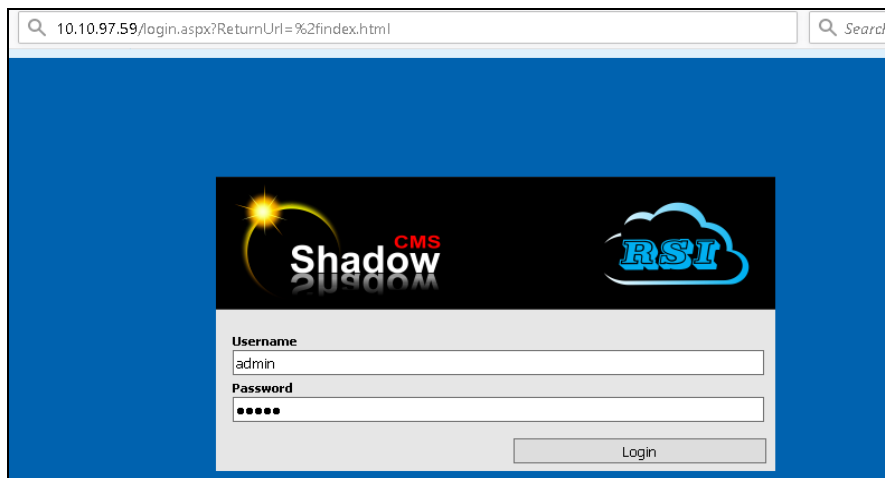 10.10.97.59/login.aspx?ReturnUrl=%2findex.html
Search
CMS
Shadow
RSI
Username
admin
Password
•••••
Login